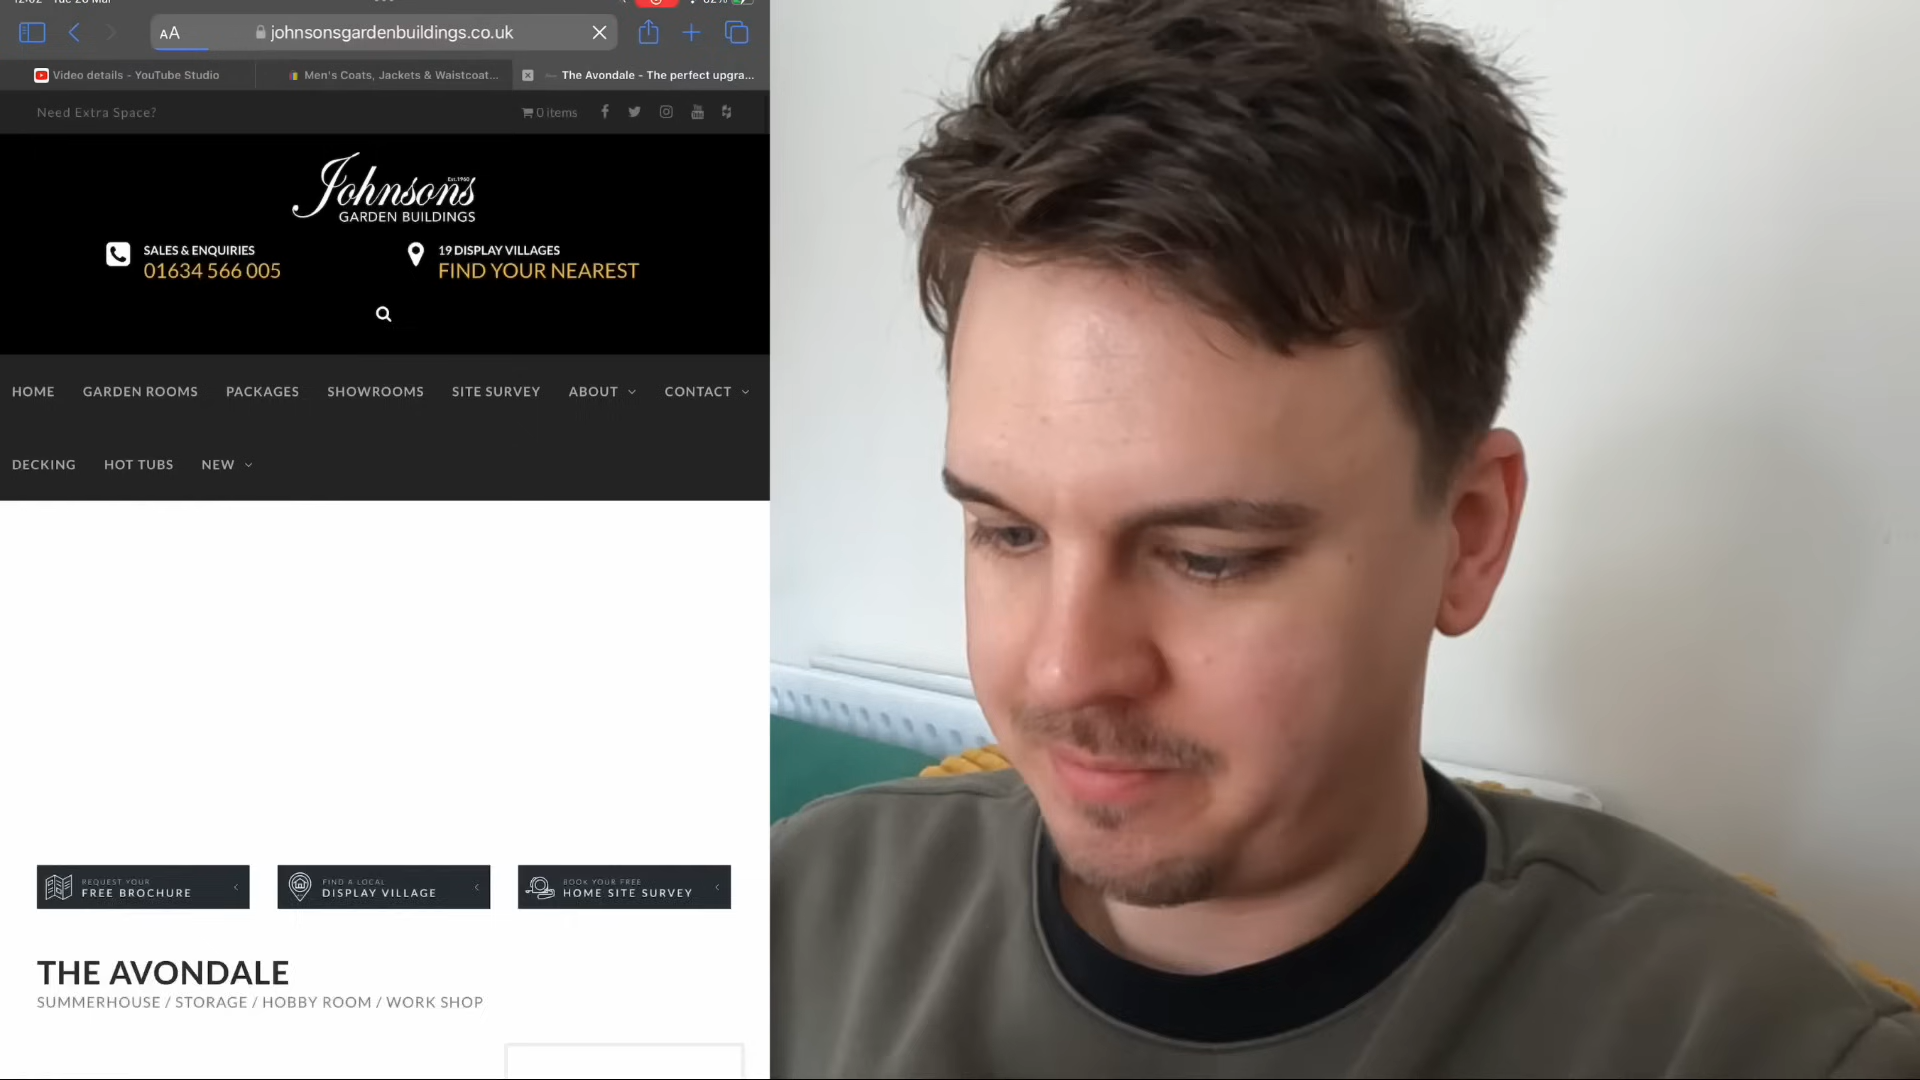 johnsonsgardenbuildings.co.uk
Video details - YouTube Studio
Men's Coats, Jackets & Waistcoat...
The Avondale - The perfect upgra...
Need Extra Space?
0 items
Johnsons
Est.1960
GARDEN BUILDINGS
SALES & ENQUIRIES
01634 566 005
19 DISPLAY VILLAGES
FIND YOUR NEAREST
HOME
GARDEN ROOMS
PACKAGES
SHOWROOMS
SITE SURVEY
ABOUT
CONTACT
DECKING
HOT TUBS
NEW
REQUEST YOUR
FREE BROCHURE
FIND A LOCAL
DISPLAY VILLAGE
BOOK YOUR FREE
HOME SITE SURVEY
THE AVONDALE
SUMMERHOUSE / STORAGE / HOBBY ROOM / WORK SHOP